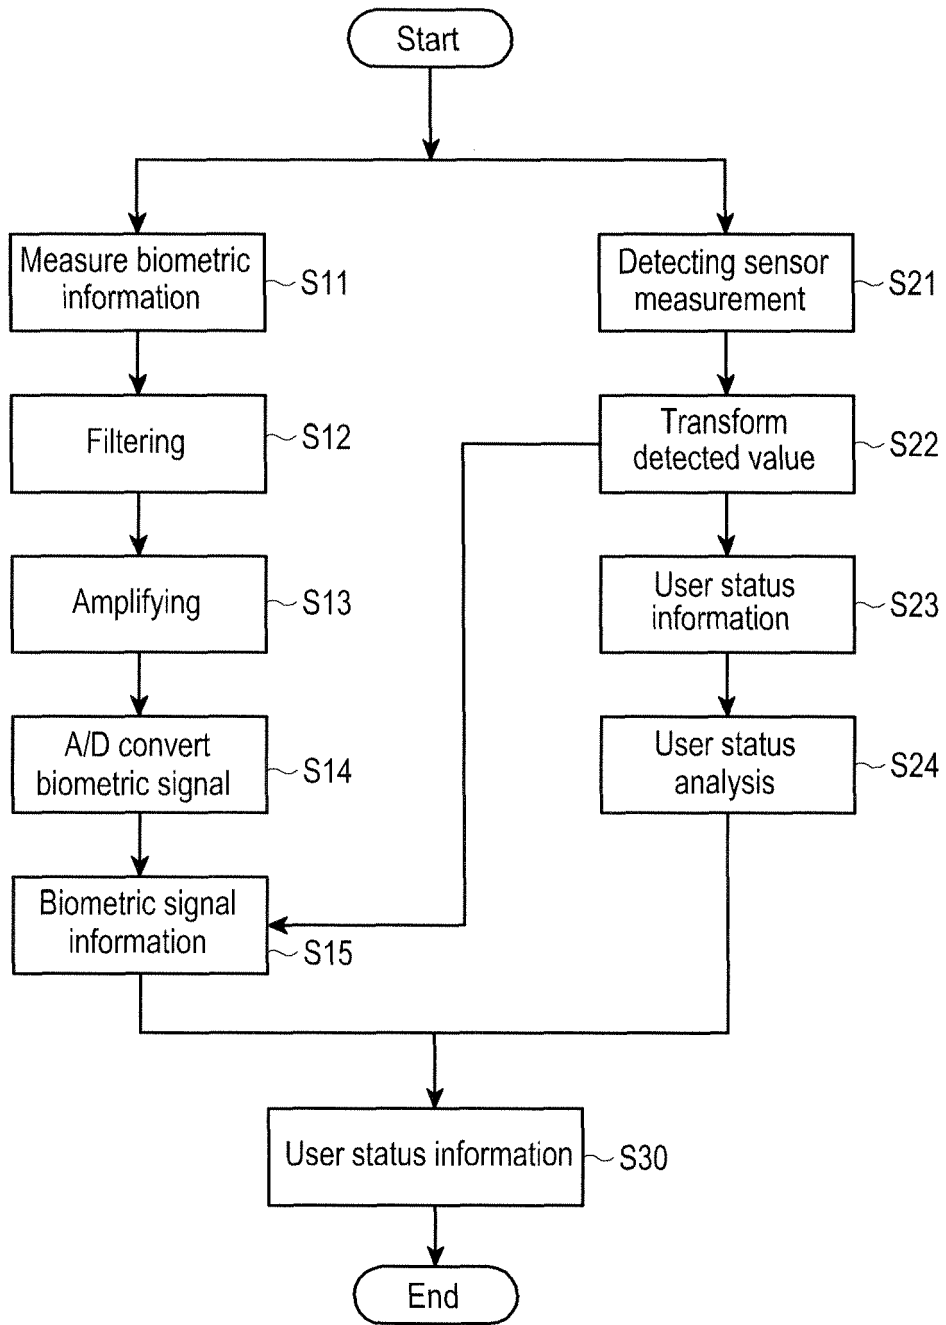 Start
Measure biometric
information
S11
Filtering
S12
Amplifying
S13
A/D convert
biometric signal
S14
Biometric signal
information
S15
Detecting sensor
measurement
S21
Transform
detected value
S22
User status
information
S23
User status
analysis
S24
User status information
S30
End